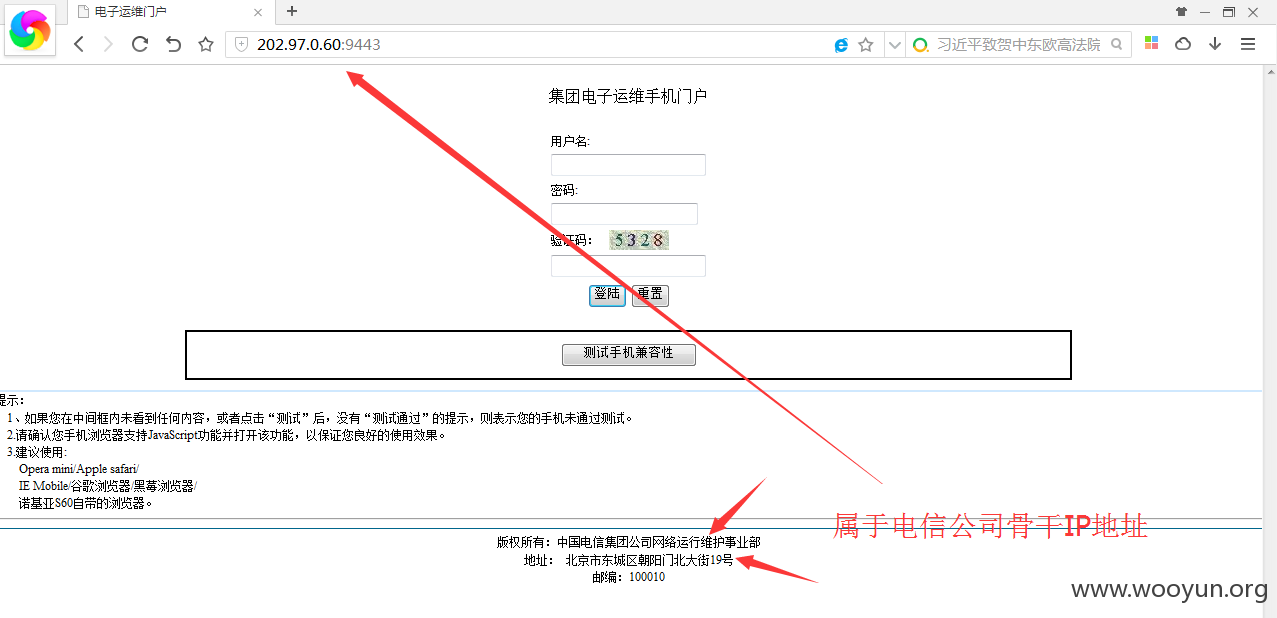 电子运维门户
202.97.0.60:9443
习近平致贺中东欧高法院
集团电子运维手机门户
用户名:
密码:
验证码: 5328
登陆 重置
测试手机兼容性
提示:
1、如果您在中间框内未看到任何内容，或者点击“测试”后，没有“测试通过”的提示，则表示您的手机未通过测试。
2.请确认您手机浏览器支持JavaScript功能并打开该功能，以保证您良好的使用效果。
3.建议使用:
Opera mini/Apple safari/
IE Mobile/谷歌浏览器/黑莓浏览器/
诺基亚S60自带的浏览器。
属于电信公司骨干IP地址
版权所有：中国电信集团公司网络运行维护事业部
地址： 北京市东城区朝阳门北大街19号
邮编：100010
www.wooyun.org